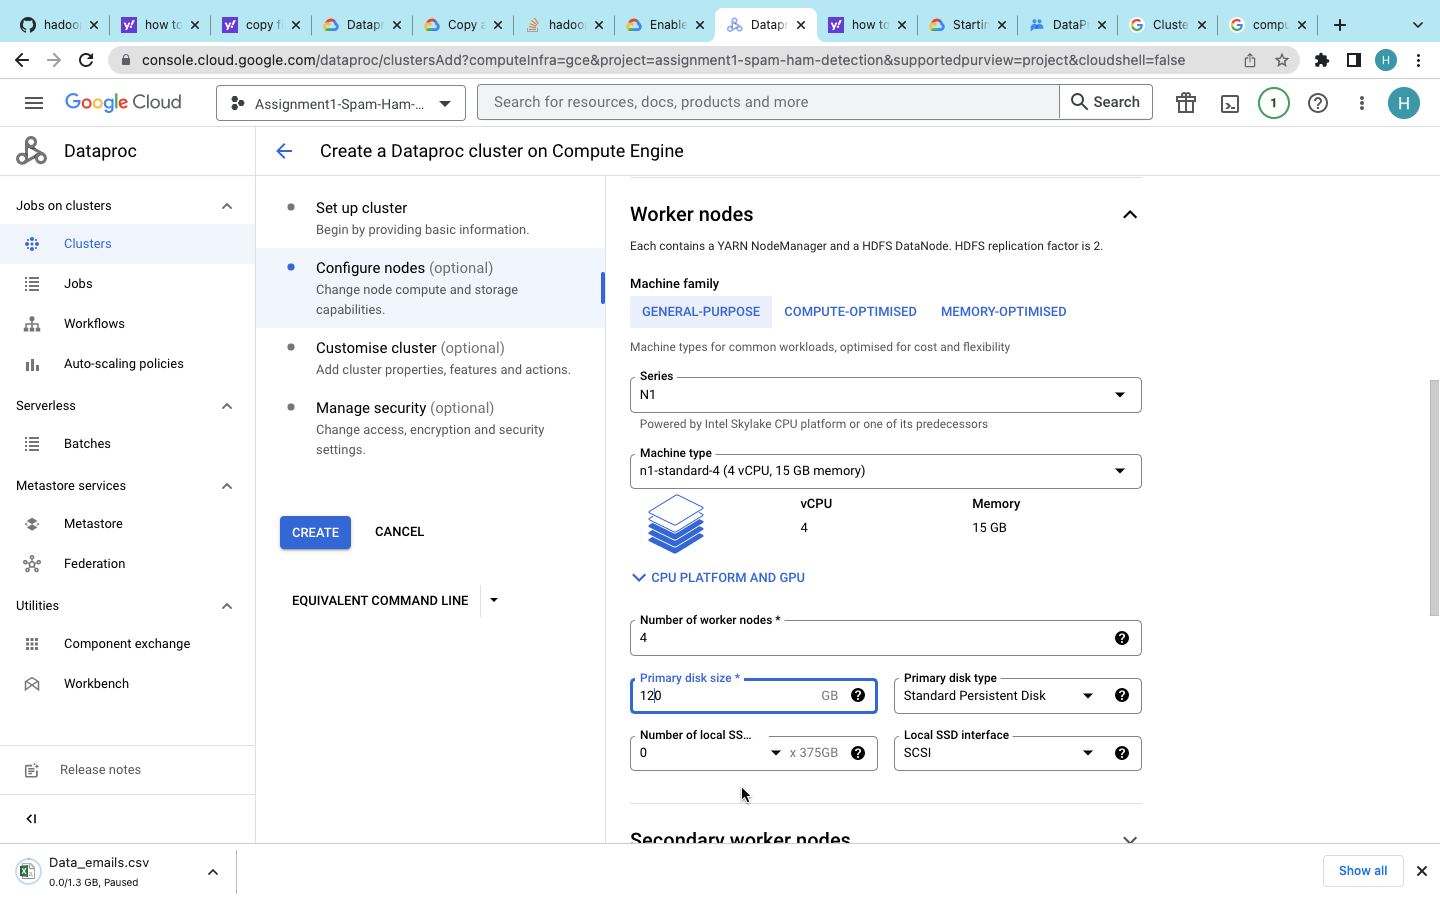 hadoo
how to
copy f
Datapr
Copy a
hadoo
Enable
Datapr
how to
Startin
DataP
Cluste
compu
console.cloud.google.com/dataproc/clustersAdd?computeInfra=gce&project=assignment1-spam-ham-detection&supportedpurview=project&cloudshell=false
H
Google Cloud
Assignment1-Spam-Ham-...
Search for resources, docs, products and more
Search
1
H
Dataproc
Create a Dataproc cluster on Compute Engine
Jobs on clusters
Clusters
Jobs
Workflows
Auto-scaling policies
Serverless
Batches
Metastore services
Metastore
Federation
Utilities
Component exchange
Workbench
Release notes
Set up cluster
Begin by providing basic information.
Configure nodes (optional)
Change node compute and storage
capabilities.
Customise cluster (optional)
Add cluster properties, features and actions.
Manage security (optional)
Change access, encryption and security
settings.
CREATE
CANCEL
EQUIVALENT COMMAND LINE
Worker nodes
Each contains a YARN NodeManager and a HDFS DataNode. HDFS replication factor is 2.
Machine family
GENERAL-PURPOSE
COMPUTE-OPTIMISED
MEMORY-OPTIMISED
Machine types for common workloads, optimised for cost and flexibility
Series
N1
Powered by Intel Skylake CPU platform or one of its predecessors
Machine type
n1-standard-4 (4 vCPU, 15 GB memory)
vCPU
Memory
4
15 GB
CPU PLATFORM AND GPU
Number of worker nodes *
4
Primary disk size *
120
GB
Primary disk type
Standard Persistent Disk
Number of local SS...
0
x 375GB
Local SSD interface
SCSI
Secondary worker nodes
Data_emails.csv
0.0/1.3 GB, Paused
Show all